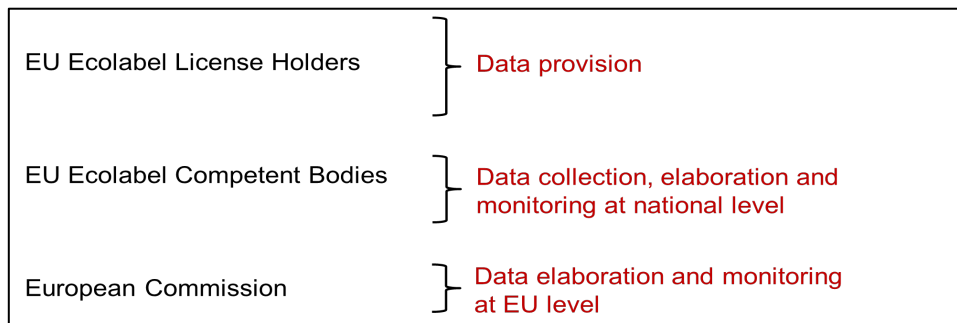 EU Ecolabel License Holders
Data provision
EU Ecolabel Competent Bodies
Data collection, elaboration and
monitoring at national level
European Commission
Data elaboration and monitoring
at EU level